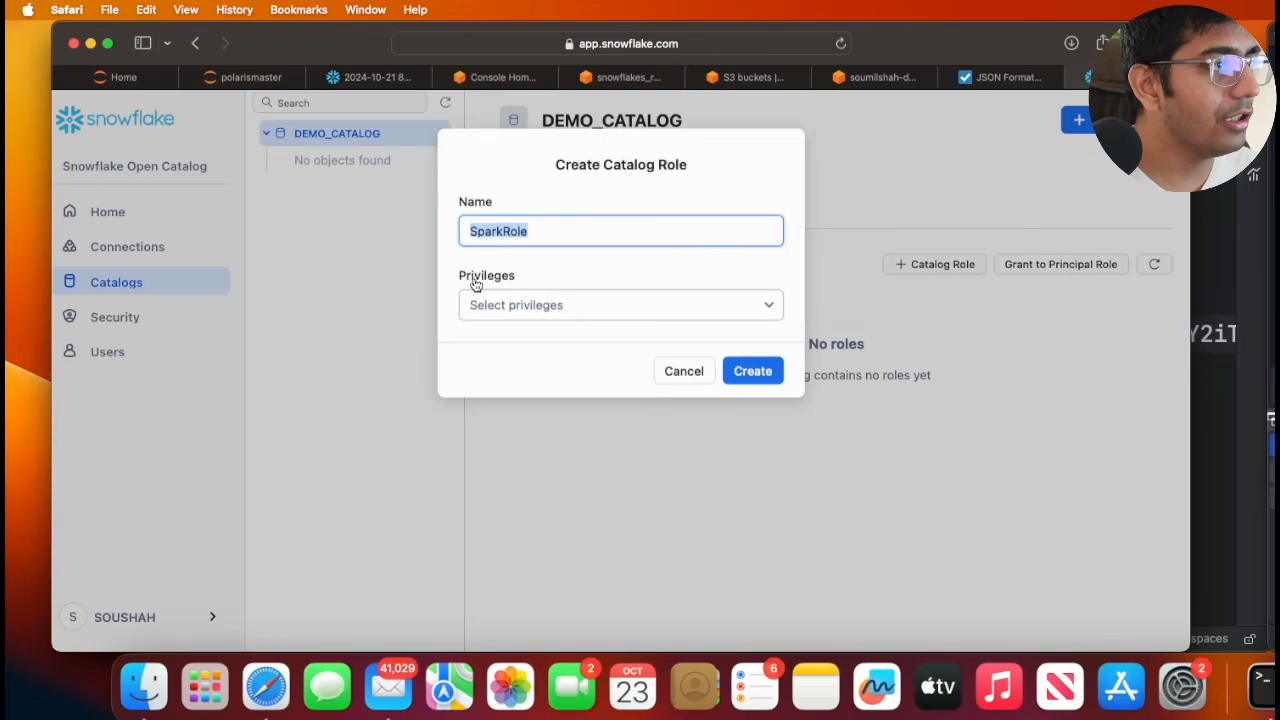 Safari File Edit View History Bookmarks Window Help
app.snowflake.com
Home
polarismaster
2024-10-21 8...
Console Hom...
snowflakes_r...
S3 buckets |...
soumilshah-d...
JSON Format...
snowflake
Search
DEMO_CATALOG
DEMO_CATALOG
No objects found
Snowflake Open Catalog
Home
Connections
Catalogs
Security
Users
Create Catalog Role
Name
SparkRole
Privileges
Select privileges
Cancel
Create
+ Catalog Role
Grant to Principal Role
No roles
g contains no roles yet
Y2iT
S
SOUSHAH
spaces
41,029
2
OCT
23
6
tv
2